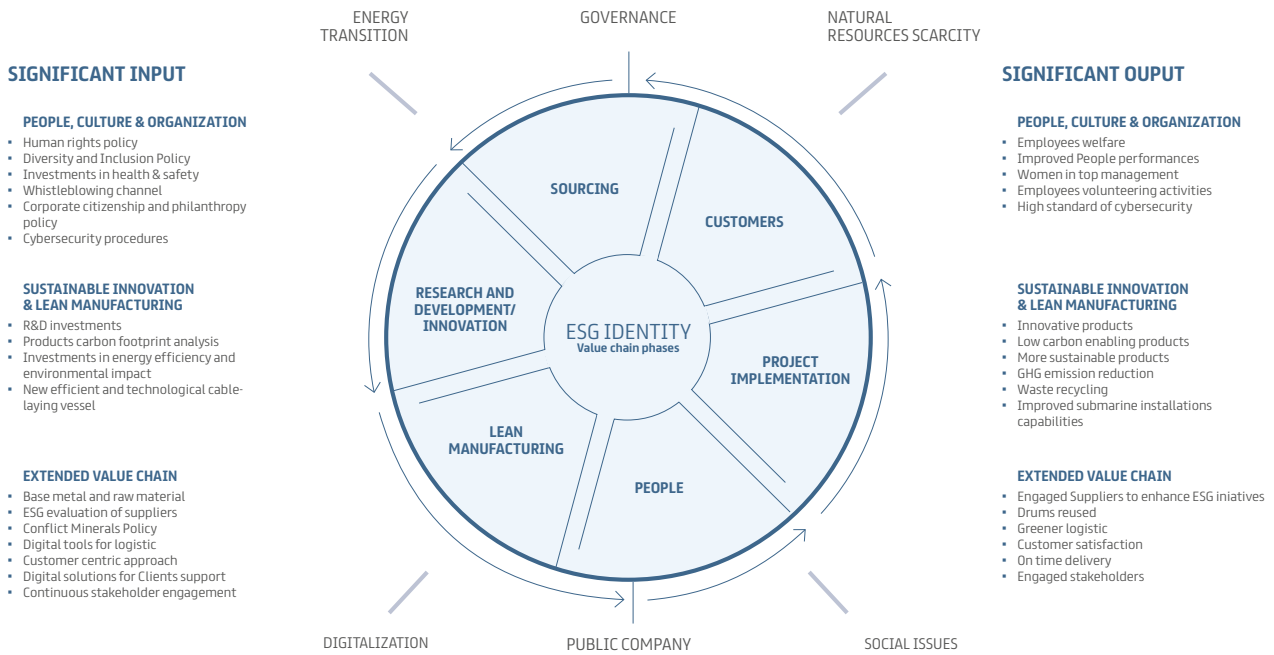 ENERGY
TRANSITION
GOVERNANCE
NATURAL
RESOURCES SCARCITY
SIGNIFICANT INPUT
PEOPLE, CULTURE & ORGANIZATION
• Human rights policy
• Diversity and Inclusion Policy
• Investments in health & safety
• Whistleblowing channel
• Corporate citizenship and philanthropy
policy
• Cybersecurity procedures
SUSTAINABLE INNOVATION
& LEAN MANUFACTURING
• R&D investments
• Products carbon footprint analysis
• Investments in energy efficiency and
environmental impact
• New efficient and technological cable-
laying vessel
EXTENDED VALUE CHAIN
• Base metal and raw material
• ESG evaluation of suppliers
• Conflict Minerals Policy
• Digital tools for logistic
• Customer centric approach
• Digital solutions for Clients support
• Continuous stakeholder engagement
SOURCING
CUSTOMERS
RESEARCH AND
DEVELOPMENT/
INNOVATION
ESG IDENTITY
Value chain phases
PROJECT
IMPLEMENTATION
LEAN
MANUFACTURING
PEOPLE
SIGNIFICANT OUPUT
PEOPLE, CULTURE & ORGANIZATION
• Employees welfare
• Improved People performances
• Women in top management
• Employees volunteering activities
• High standard of cybersecurity
SUSTAINABLE INNOVATION
& LEAN MANUFACTURING
• Innovative products
• Low carbon enabling products
• More sustainable products
• GHG emission reduction
• Waste recycling
• Improved submarine installations
capabilities
EXTENDED VALUE CHAIN
• Engaged Suppliers to enhance ESG iniatives
• Drums reused
• Greener logistic
• Customer satisfaction
• On time delivery
• Engaged stakeholders
DIGITALIZATION
PUBLIC COMPANY
SOCIAL ISSUES